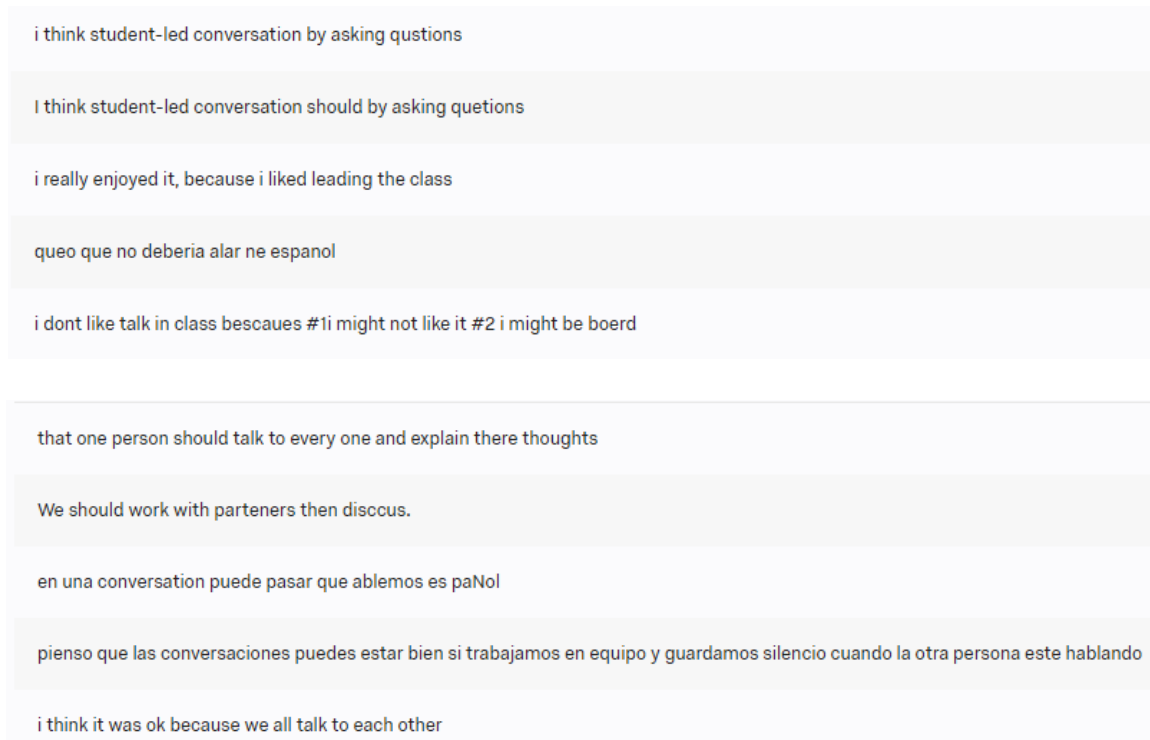 i think student-led conversation by asking qustions
I think student-led conversation should by asking quetions
i really enjoyed it, because i liked leading the class
queo que no deberia alar ne espanol
i dont like talk in class bescaues #1i might not like it #2 i might be boerd
that one person should talk to every one and explain there thoughts
We should work with parteners then disccus.
en una conversation puede pasar que ablemos es paNol
pienso que las conversaciones puedes estar bien si trabajamos en equipo y guardamos silencio cuando la otra persona este hablando
i think it was ok because we all talk to each other